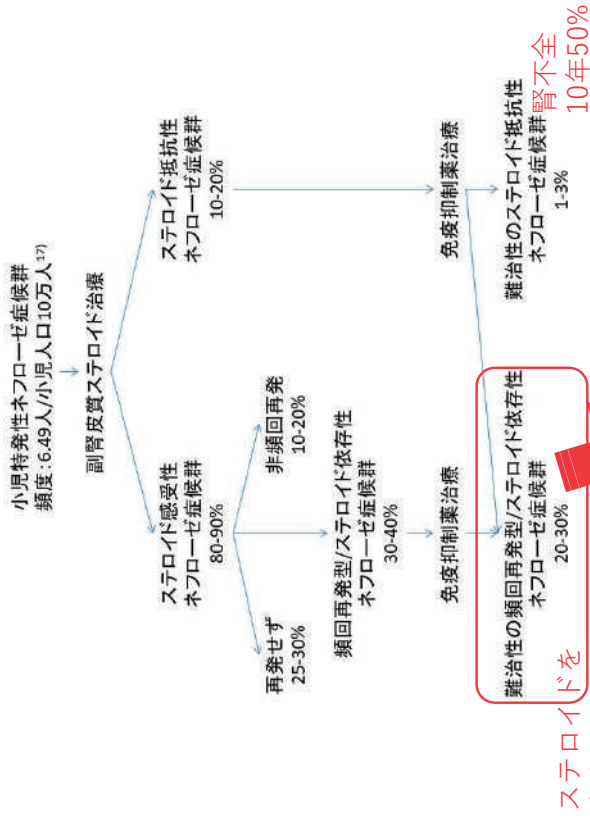 小児特発性ネフローゼ症候群
頻度：6.49人/小児人口10万人17)
副腎皮質ステロイド治療
ステロイド感受性
ネフローゼ症候群
80-90%
ステロイド抵抗性
ネフローゼ症候群
10-20%
再発せず
25-30%
非頻回再発
10-20%
頻回再発型/ステロイド依存性
ネフローゼ症候群
30-40%
免疫抑制薬治療
免疫抑制薬治療
難治性の頻回再発型/ステロイド依存性
ネフローゼ症候群
20-30%
難治性のステロイド抵抗性
ネフローゼ症候群
1-3%
ステロイドを
腎不全
10年50%